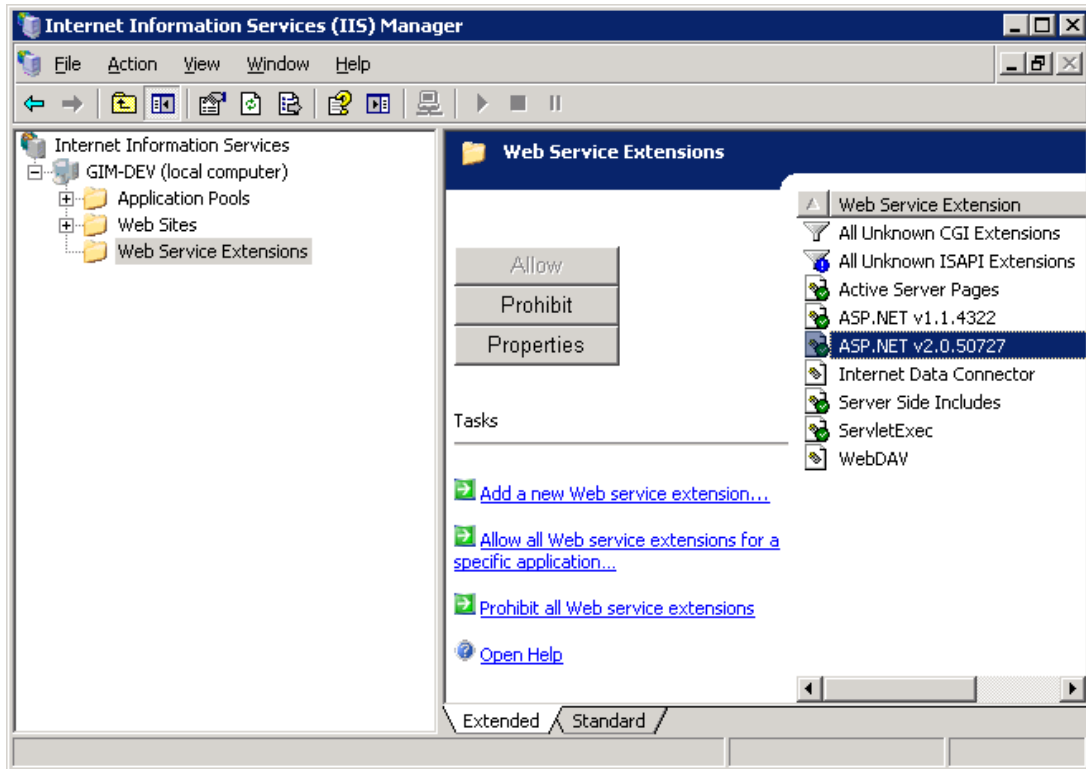 Internet Information Services (IIS) Manager
File Action View Window Help
Internet Information Services
GIM-DEV (local computer)
Application Pools
Web Sites
Web Service Extensions
Web Service Extensions
Allow
Prohibit
Properties
Tasks
Add a new Web service extension...
Allow all Web service extensions for a
specific application...
Prohibit all Web service extensions
Open Help
Web Service Extension
All Unknown CGI Extensions
All Unknown ISAPI Extensions
Active Server Pages
ASP.NET v1.1.4322
ASP.NET v2.0.50727
Internet Data Connector
Server Side Includes
ServletExec
WebDAV
Extended Standard